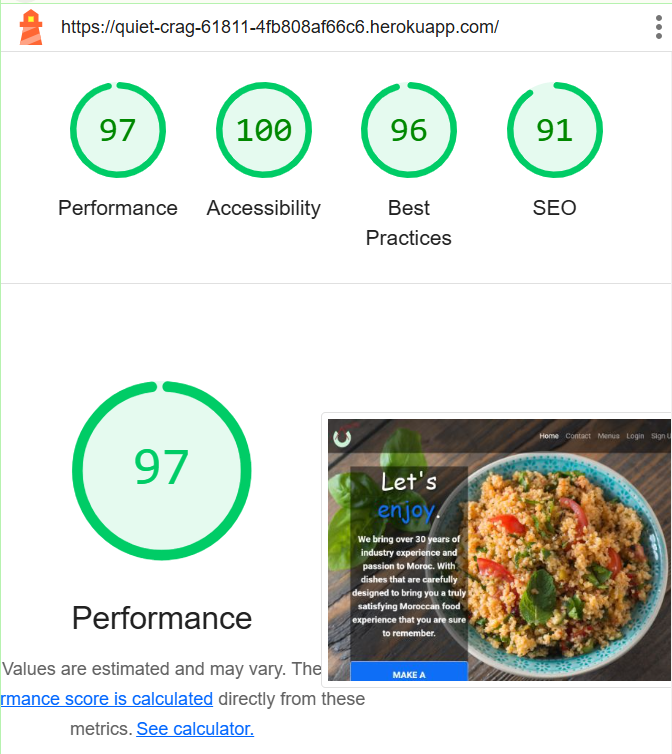 https://quiet-crag-61811-4fb808af66c6.herokuapp.com/
97
100
96
91
Performance
Accessibility
Best
Practices
SEO
97
Home Contact Menus Login Sign U
Let's
enjoy.
We bring over 30 years of
industry experience and
passion to Moroc. With
dishes that are carefully
designed to bring you a truly
satisfying Moroccan food
experience that you are sure
to remember.
MAKE A
Performance
Values are estimated and may vary. The
rmance score is calculated directly from these
metrics. See calculator.